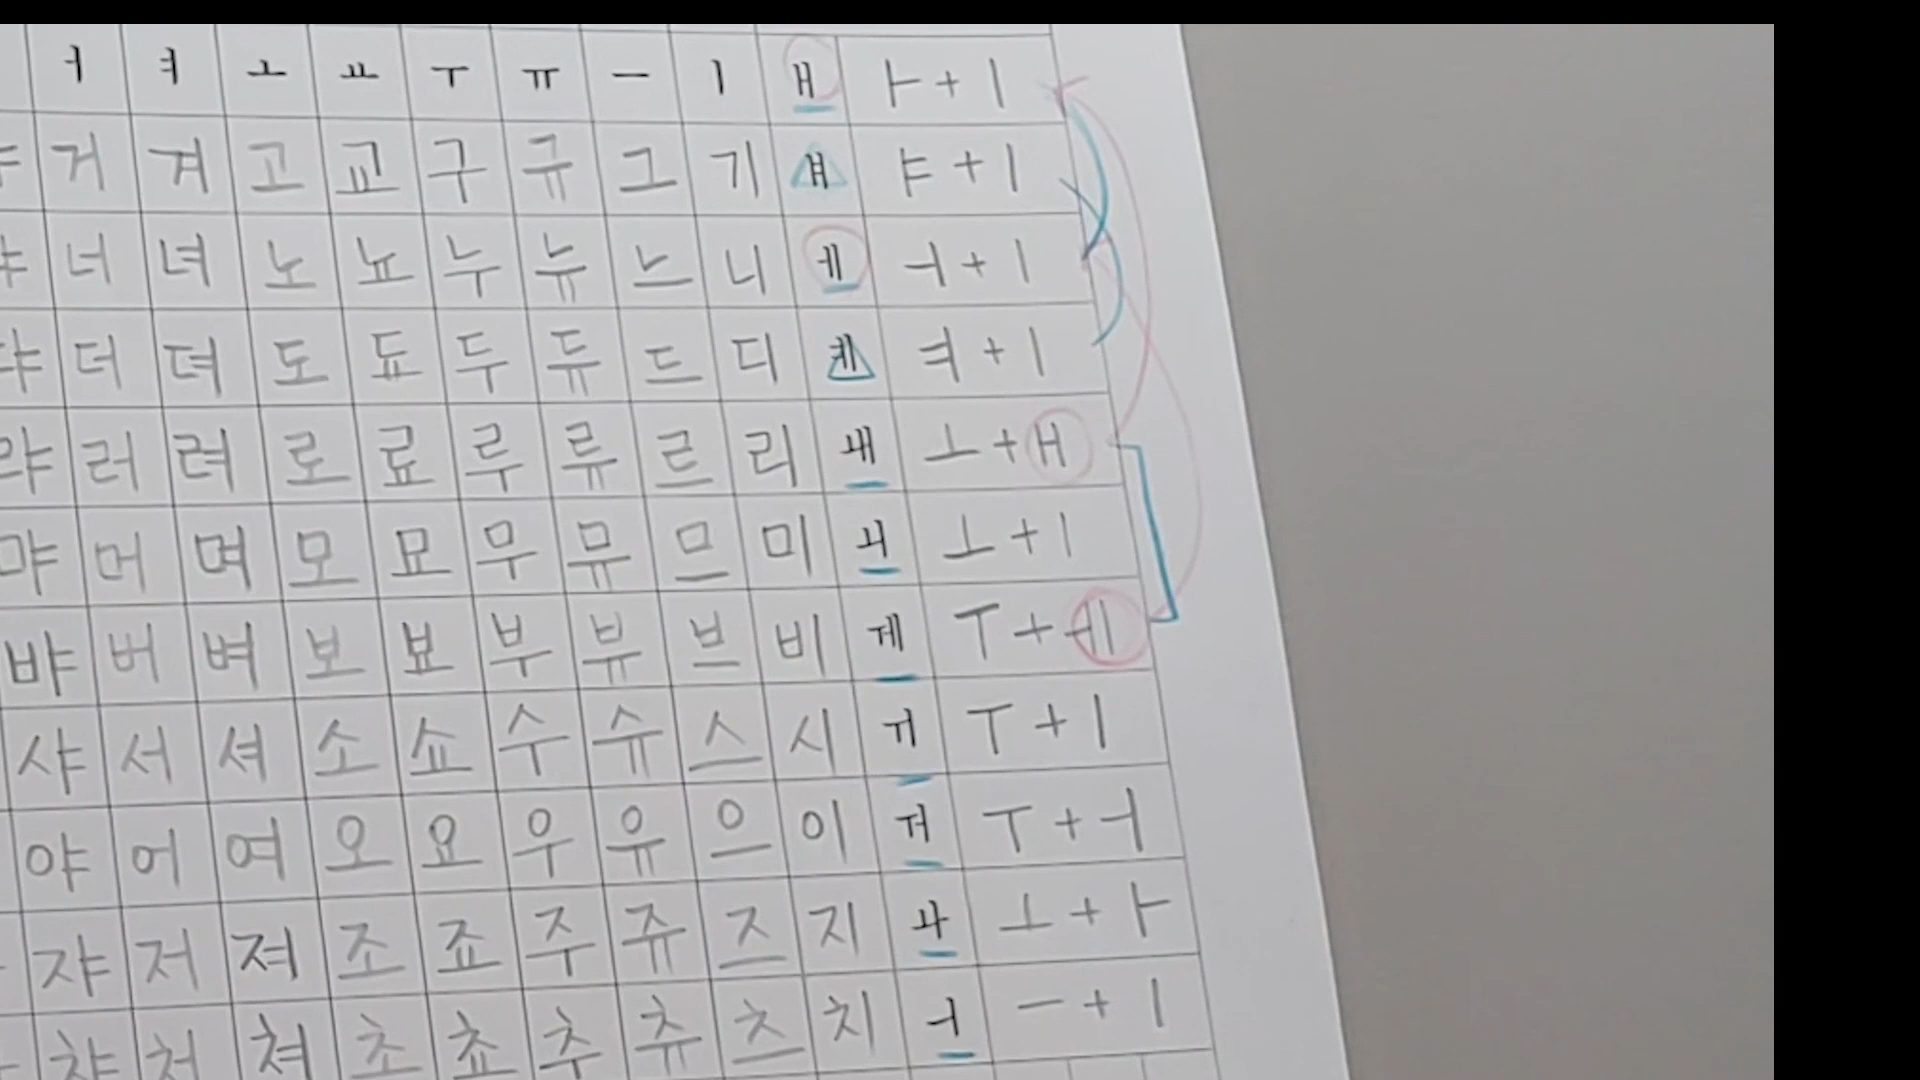 ㅓ ㅕ ㅗ ㅛ ㅜ ㅠ ㅡ ㅣ ㅐ ㅏ+ㅣ
거 겨 고 교 구 규 그 기 ㅒ ㅑ+ㅣ
냐 너 녀 노 뇨 누 뉴 느 니 ㅔ ㅓ+ㅣ
댜 더 뎌 도 됴 두 듀 드 디 ㅖ ㅕ+ㅣ
랴 러 려 로 료 루 류 르 리 ㅙ ㅗ+ㅐ
먀 머 며 모 묘 무 뮤 므 미 ㅚ ㅗ+ㅣ
뱌 버 벼 보 뵤 부 뷰 브 비 ㅞ ㅜ+ㅔ
샤 서 셔 소 쇼 수 슈 스 시 ㅟ ㅜ+ㅣ
야 어 여 오 요 우 유 으 이 ㅝ ㅜ+ㅓ
쟈 저 져 조 죠 주 쥬 즈 지 ㅘ ㅗ+ㅏ
챠 처 쳐 초 쵸 추 츄 츠 치 ㅢ ㅡ+ㅣ